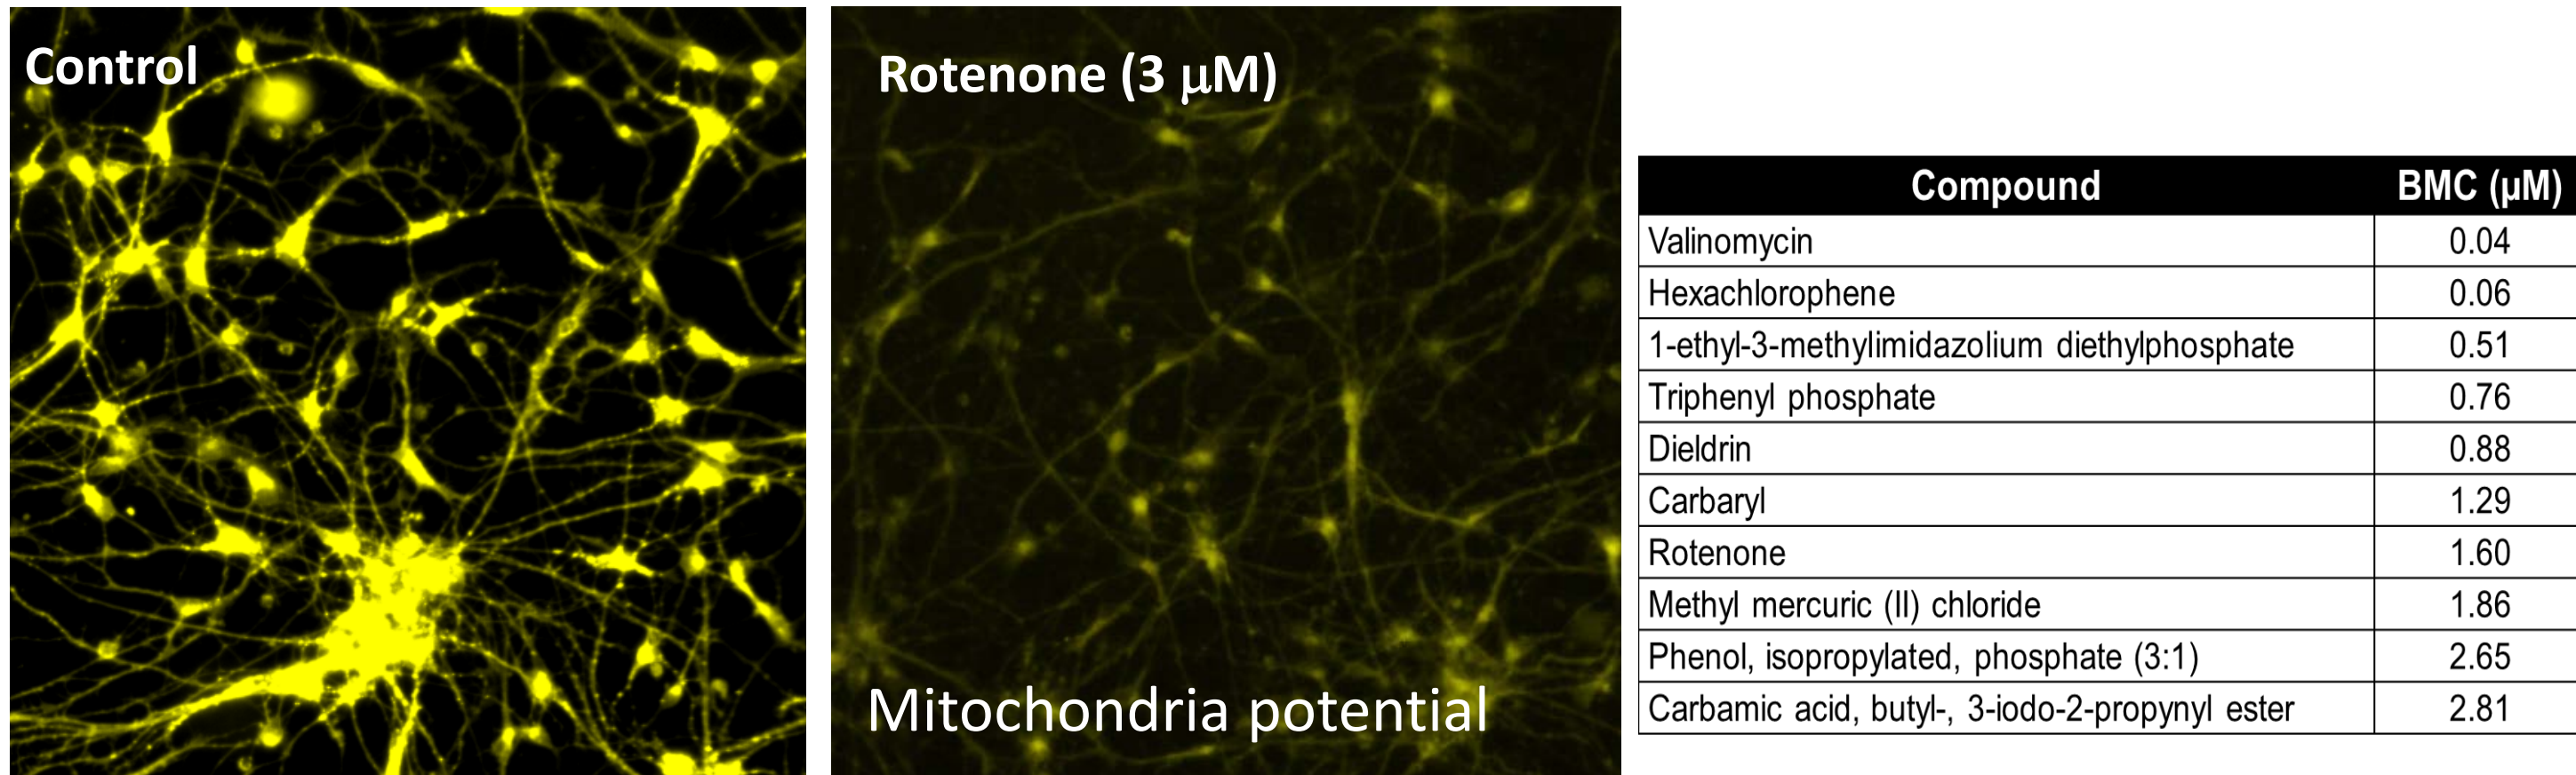 Control
Rotenone (3 μM)
Mitochondria potential
Compound BMC (µM)
Valinomycin 0.04
Hexachlorophene 0.06
1-ethyl-3-methylimidazolium diethylphosphate 0.51
Triphenyl phosphate 0.76
Dieldrin 0.88
Carbaryl 1.29
Rotenone 1.60
Methyl mercuric (II) chloride 1.86
Phenol, isopropylated, phosphate (3:1) 2.65
Carbamic acid, butyl-, 3-iodo-2-propynyl ester 2.81